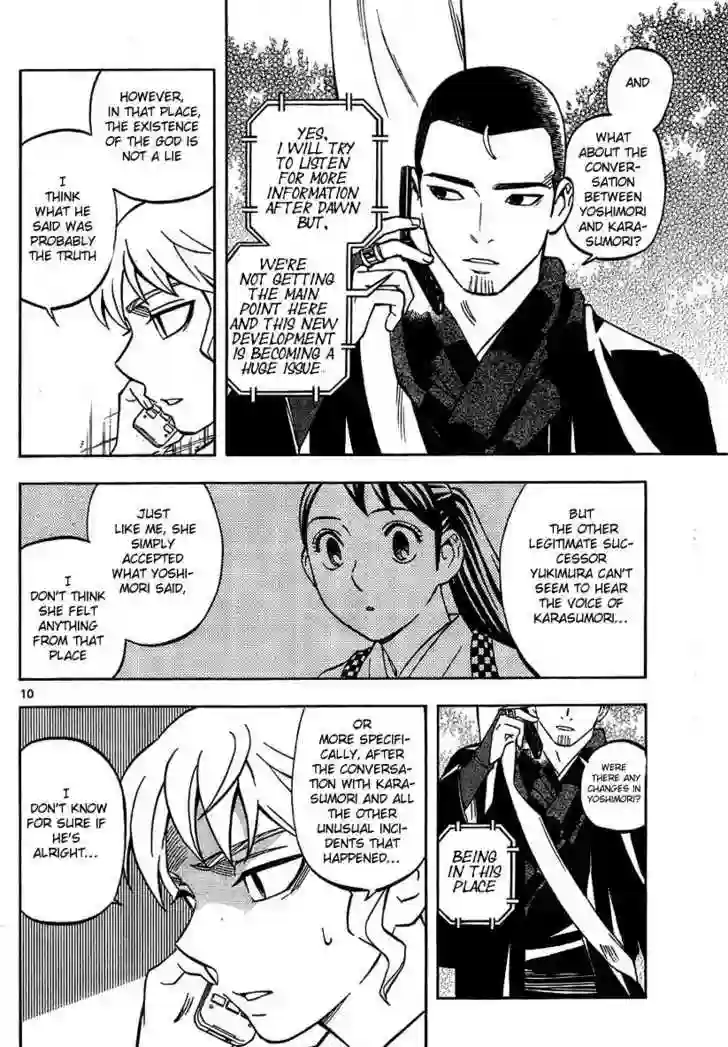 AND
WHAT
ABOUT THE
CONVER-
SATION
BETWEEN
YOSHIMORI
AND KARA-
SUMORI?
YES,
I WILL TRY
TO LISTEN
FOR MORE
INFORMATION
AFTER DAWN
BUT,
WE'RE
NOT GETTING
THE MAIN
POINT HERE
AND THIS NEW
DEVELOPMENT
IS BECOMING A
HUGE ISSUE
HOWEVER,
IN THAT PLACE,
THE EXISTENCE
OF THE GOD IS
NOT A LIE
I
THINK
WHAT HE
SAID WAS
PROBABLY
THE TRUTH
BUT
THE OTHER
LEGITIMATE SUC-
CESSOR
YUKIMURA CAN'T
SEEM TO HEAR
THE VOICE OF
KARASUMORI...
JUST
LIKE ME, SHE
SIMPLY
ACCEPTED
WHAT YOSHI-
MORI SAID,
I
DON'T THINK
SHE FELT
ANYTHING
FROM THAT
PLACE
10
WERE
THERE ANY
CHANGES IN
YOSHIMORI?
BEING
IN THIS
PLACE
OR
MORE SPECIFI-
CALLY, AFTER
THE CONVERSA-
TION WITH KARA-
SUMORI AND ALL
THE OTHER
UNUSUAL INCI-
DENTS THAT
HAPPENED...
I
DON'T KNOW
FOR SURE IF
HE'S
ALRIGHT...